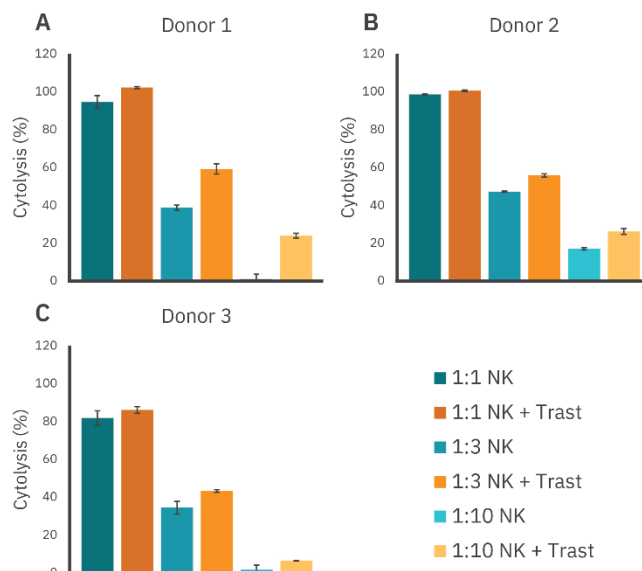 A
Donor 1
Cytolysis (%)
120
100
80
60
40
20
0
B
Donor 2
Cytolysis (%)
120
100
80
60
40
20
0
C
Donor 3
Cytolysis (%)
120
100
80
60
40
20
0
1:1 NK
1:1 NK + Trast
1:3 NK
1:3 NK + Trast
1:10 NK
1:10 NK + Trast